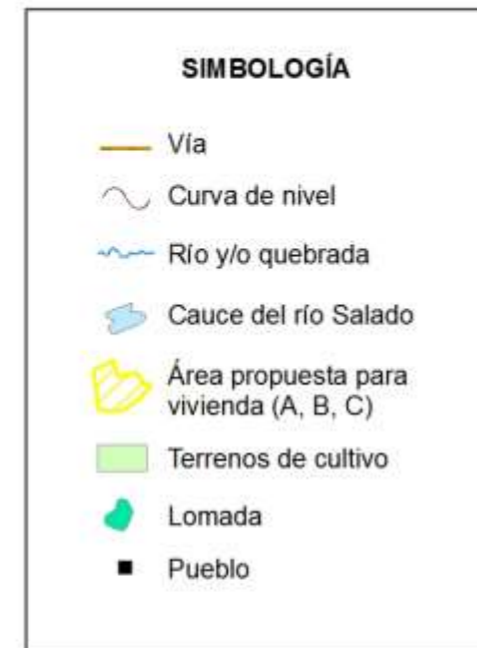 SIMBOLOGÍA
Vía
Curva de nivel
Río y/o quebrada
Cauce del río Salado
Área propuesta para
vivienda (A, B, C)
Terrenos de cultivo
Lomada
Pueblo